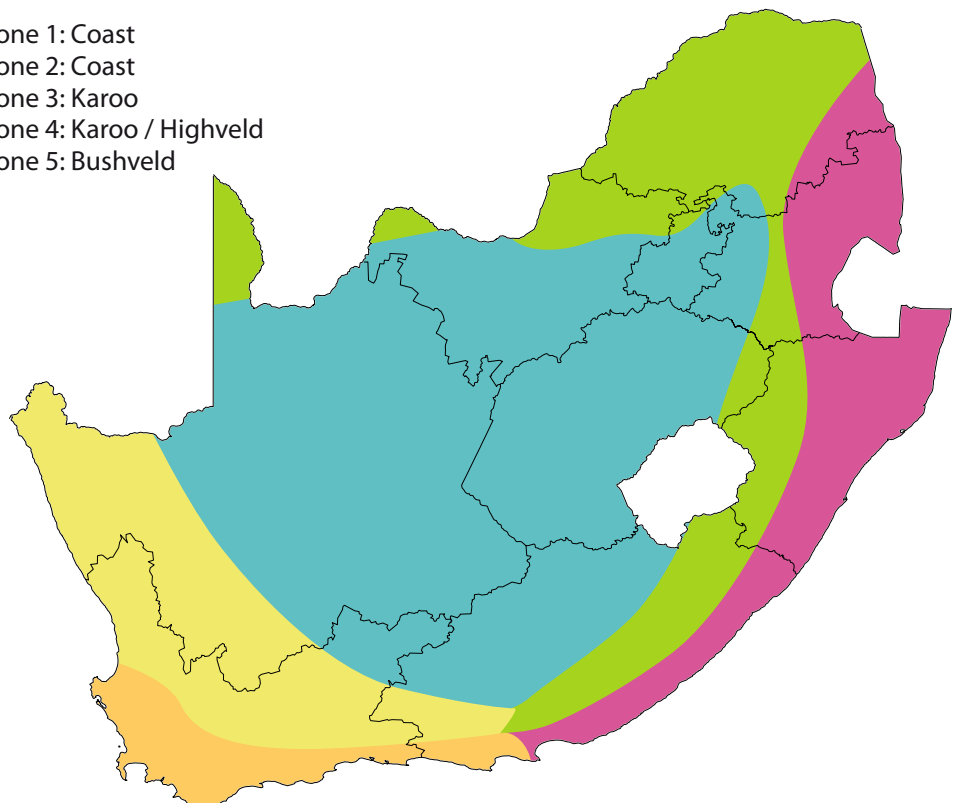 one 1: Coast
one 2: Coast
one 3: Karoo
one 4: Karoo / Highveld
one 5: Bushveld